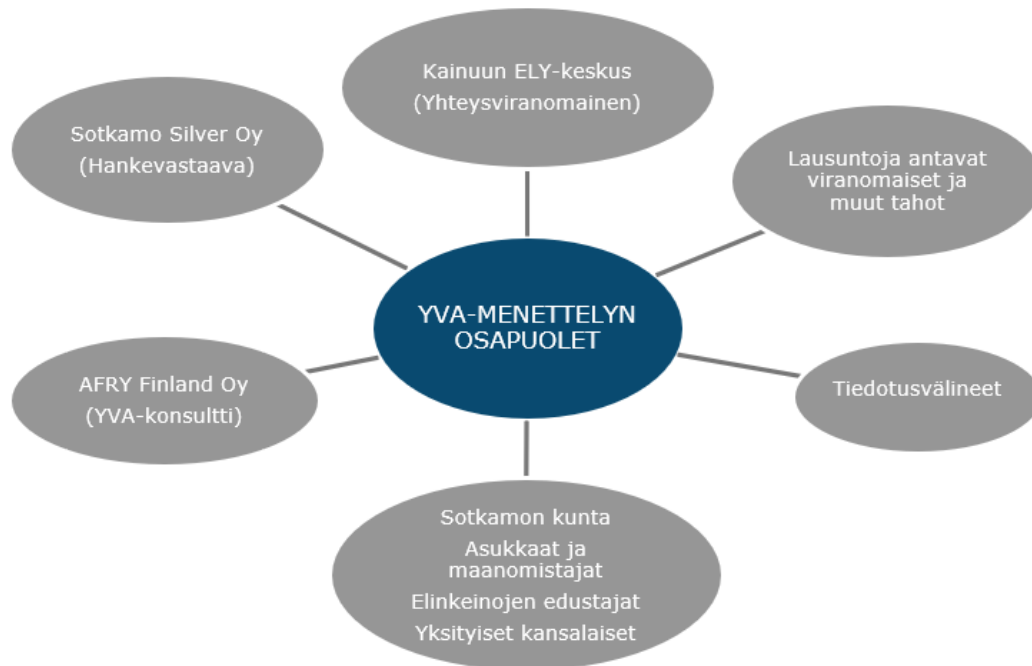 Kainuun ELY-keskus
(Yhteysviranomainen)
Sotkamo Silver Oy
(Hankevastaava)
Lausuntoja antavat
viranomaiset ja
muut tahot
YVA-MENETTELYN
OSAPUOLET
AFRY Finland Oy
(YVA-konsultti)
Tiedotusvälineet
Sotkamon kunta
Asukkaat ja
maanomistajat
Elinkeinojen edustajat
Yksityiset kansalaiset